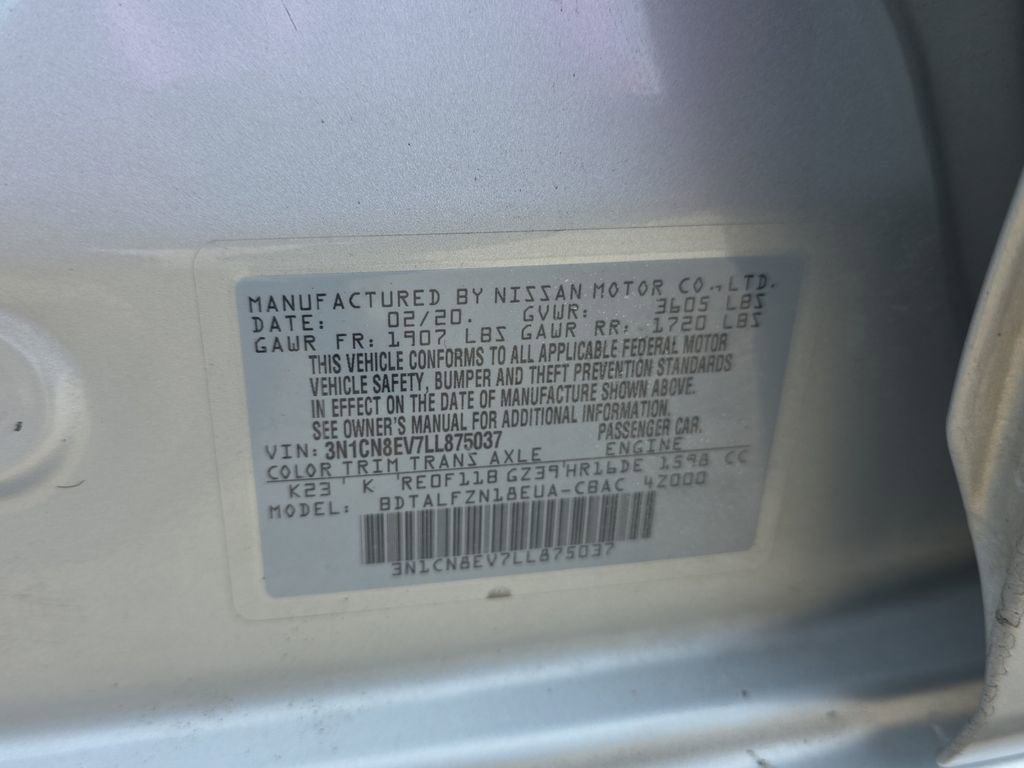 MANUFACTURED BY NISSAN MOTOR CO.,LTD.
DATE: 02/20. GVWR: 3605 LBS
GAWR FR: 1907 LBS GAWR RR: 1720 LBS
THIS VEHICLE CONFORMS TO ALL APPLICABLE FEDERAL MOTOR
VEHICLE SAFETY, BUMPER AND THEFT PREVENTION STANDARDS
IN EFFECT ON THE DATE OF MANUFACTURE SHOWN ABOVE.
SEE OWNER'S MANUAL FOR ADDITIONAL INFORMATION.
VIN: 3N1CN8EV7LL875037 PASSENGER CAR.
COLOR TRIM TRANS AXLE ENGINE
K23 ' K 'RE0F11B GZ39'HR16DE 1598 CC
MODEL: BDTALFZN18EUA-CBAC 4Z000
3N1CN8EV7LL875037